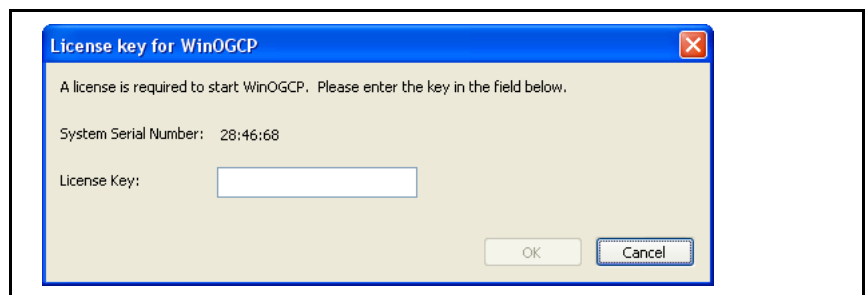 License key for WinOGCP
A license is required to start WinOGCP. Please enter the key in the field below.
System Serial Number: 28:46:68
License Key:
OK Cancel